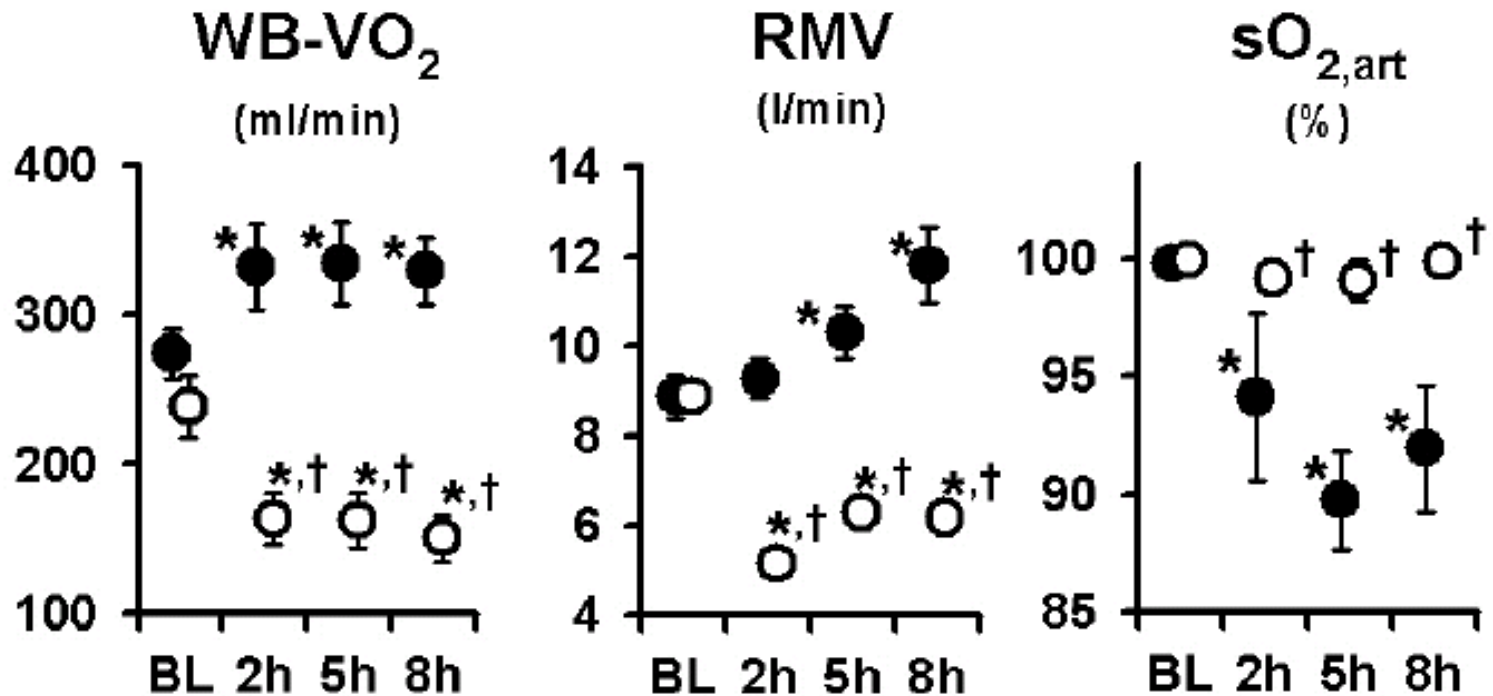 WB-VO2
(ml/min)
400
300
200
100
* * *
*,† *,† *,†
BL 2h 5h 8h
RMV
(l/min)
14
12
10
8
6
4
* *
*,† *,† *,†
BL 2h 5h 8h
sO2,art
(%)
100
95
90
85
† † †
* * *
BL 2h 5h 8h